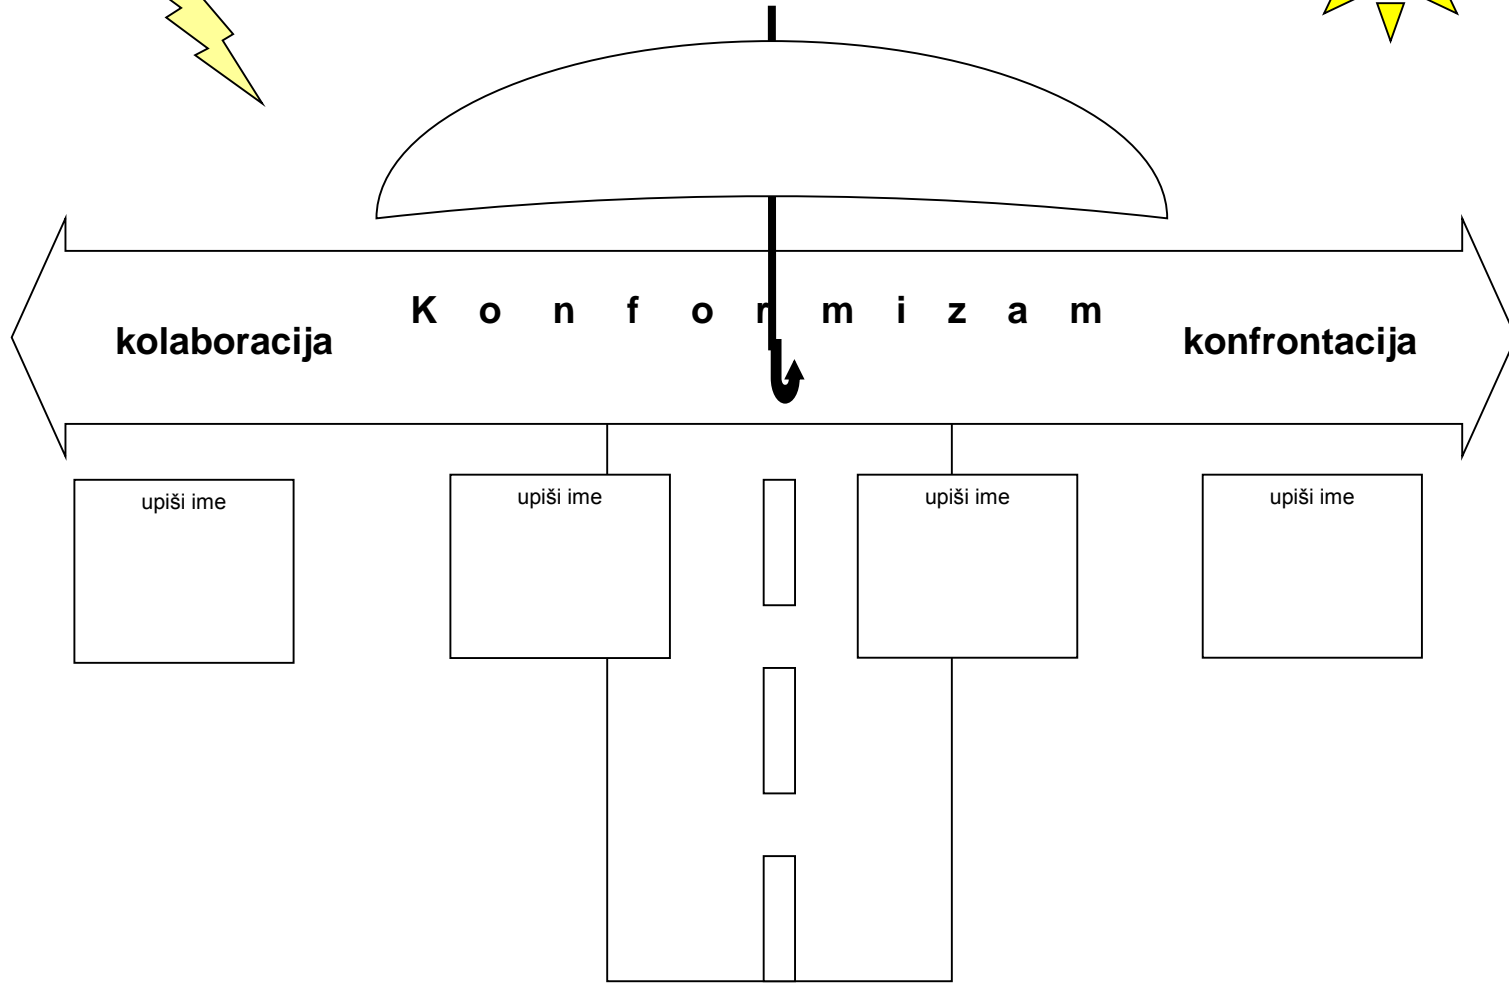 K o n f o r m i z a m
kolaboracija
konfrontacija
upiši ime
upiši ime
upiši ime
upiši ime